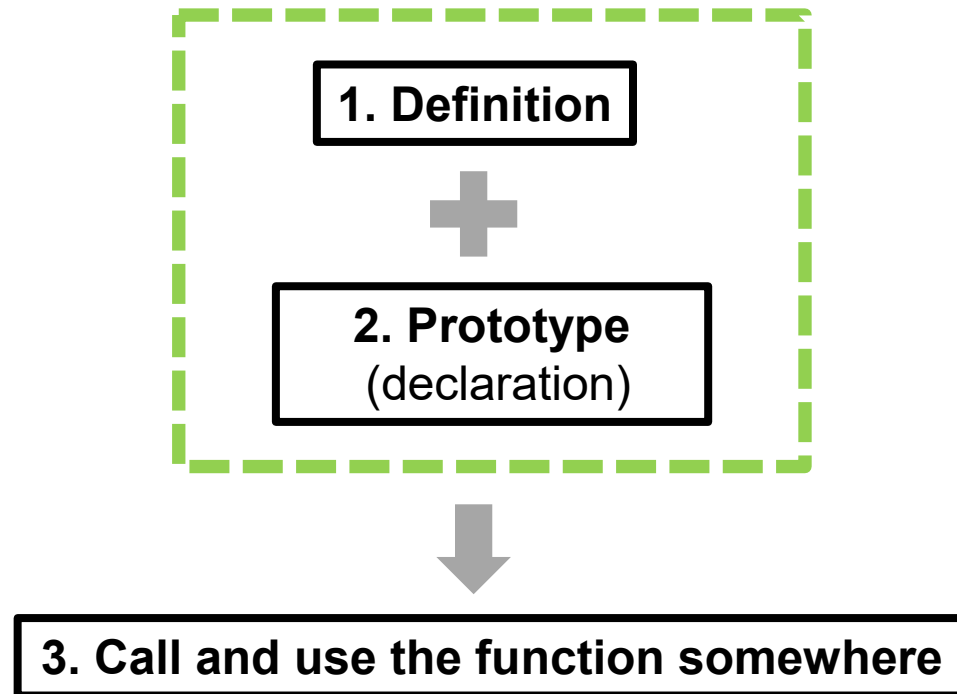 1. Definition
2. Prototype
(declaration)
3. Call and use the function somewhere